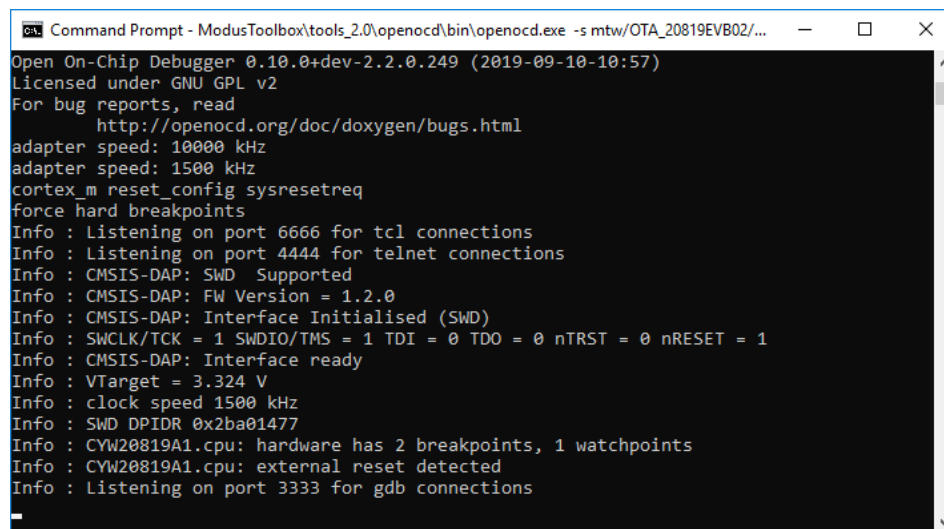 Command Prompt - ModusToolbox\tools_2.0\openocd\bin\openocd.exe -s mtw/OTA_20819EVB02/...
Open On-Chip Debugger 0.10.0+dev-2.2.0.249 (2019-09-10-10:57)
Licensed under GNU GPL v2
For bug reports, read
        http://openocd.org/doc/doxygen/bugs.html
adapter speed: 10000 kHz
adapter speed: 1500 kHz
cortex_m reset_config sysresetreq
force hard breakpoints
Info : Listening on port 6666 for tcl connections
Info : Listening on port 4444 for telnet connections
Info : CMSIS-DAP: SWD  Supported
Info : CMSIS-DAP: FW Version = 1.2.0
Info : CMSIS-DAP: Interface Initialised (SWD)
Info : SWCLK/TCK = 1 SWDIO/TMS = 1 TDI = 0 TDO = 0 nTRST = 0 nRESET = 1
Info : CMSIS-DAP: Interface ready
Info : VTarget = 3.324 V
Info : clock speed 1500 kHz
Info : SWD DPIDR 0x2ba01477
Info : CYW20819A1.cpu: hardware has 2 breakpoints, 1 watchpoints
Info : CYW20819A1.cpu: external reset detected
Info : Listening on port 3333 for gdb connections